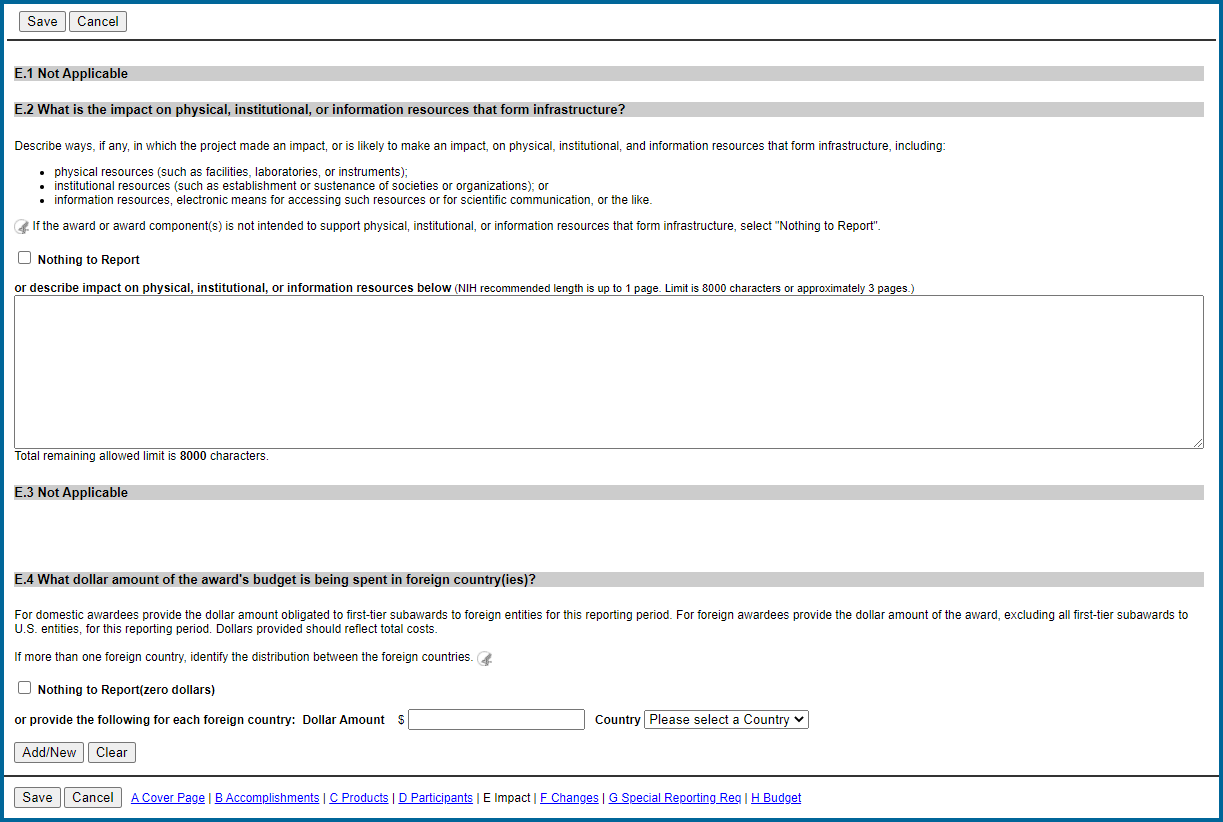 Save Cancel
E.1 Not Applicable
E.2 What is the impact on physical, institutional, or information resources that form infrastructure?
Describe ways, if any, in which the project made an impact, or is likely to make an impact, on physical, institutional, and information resources that form infrastructure, including:
• physical resources (such as facilities, laboratories, or instruments);
• institutional resources (such as establishment or sustenance of societies or organizations); or
• information resources, electronic means for accessing such resources or for scientific communication, or the like.
If the award or award component(s) is not intended to support physical, institutional, or information resources that form infrastructure, select "Nothing to Report".
Nothing to Report
or describe impact on physical, institutional, or information resources below (NIH recommended length is up to 1 page. Limit is 8000 characters or approximately 3 pages.)
Total remaining allowed limit is 8000 characters.
E.3 Not Applicable
E.4 What dollar amount of the award's budget is being spent in foreign country(ies)?
For domestic awardees provide the dollar amount obligated to first-tier subawards to foreign entities for this reporting period. For foreign awardees provide the dollar amount of the award, excluding all first-tier subawards to
U.S. entities, for this reporting period. Dollars provided should reflect total costs.
If more than one foreign country, identify the distribution between the foreign countries.
Nothing to Report(zero dollars)
or provide the following for each foreign country: Dollar Amount $ Country Please select a Country
Add/New Clear
Save Cancel A Cover Page | B Accomplishments | C Products | D Participants | E Impact | F Changes | G Special Reporting Req | H Budget